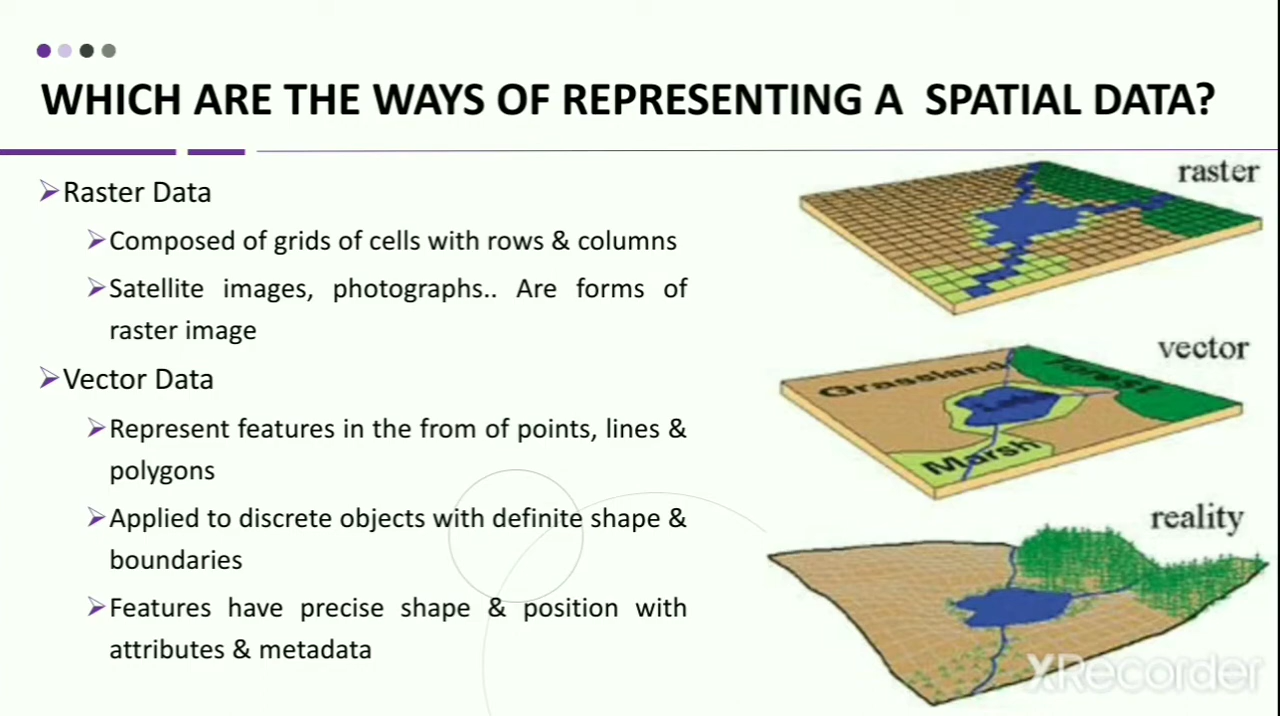 WHICH ARE THE WAYS OF REPRESENTING A SPATIAL DATA?
Raster Data
Composed of grids of cells with rows & columns
Satellite images, photographs.. Are forms of
raster image
Vector Data
Represent features in the from of points, lines &
polygons
Applied to discrete objects with definite shape &
boundaries
Features have precise shape & position with
attributes & metadata
raster
vector
Grassland
Forest
Lake
Marsh
reality
XRecorder